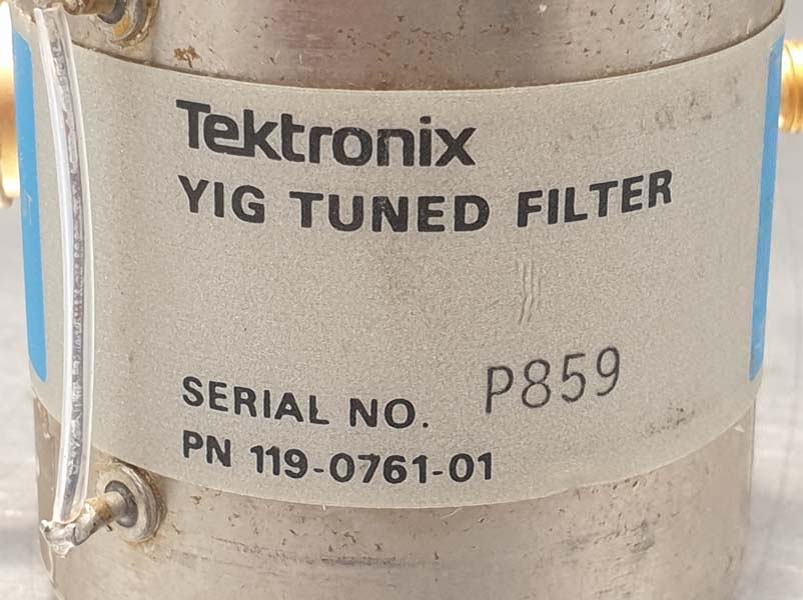 Tektronix
YIG TUNED FILTER
SERIAL NO. P859
PN 119-0761-01